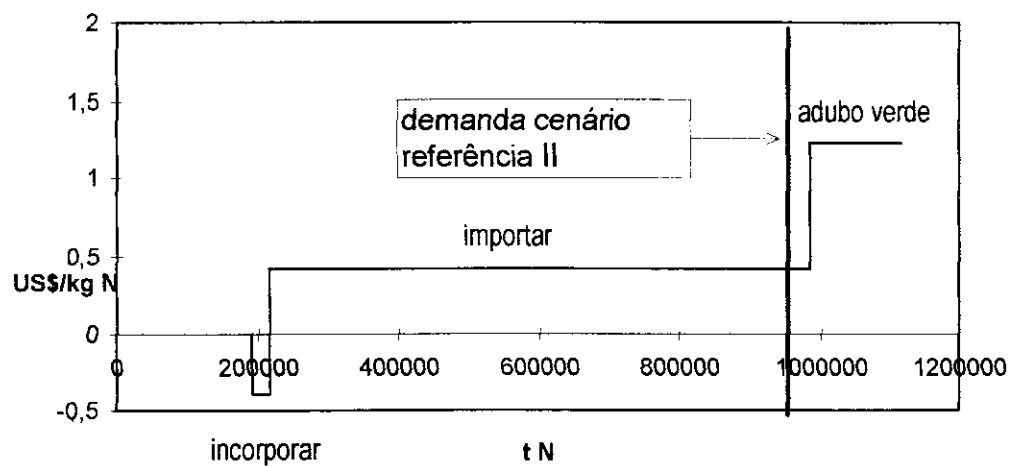 2
1,5
1
0,5
US$/kg N
0
-0,5
demanda cenário
referência II
adubo verde
importar
0
200000
400000
600000
800000
1000000
1200000
incorporar
t N